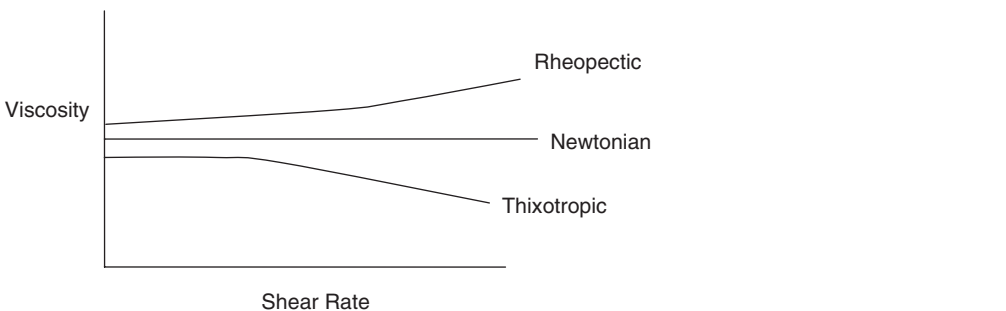 Rheopectic
Viscosity
Newtonian
Thixotropic
Shear Rate